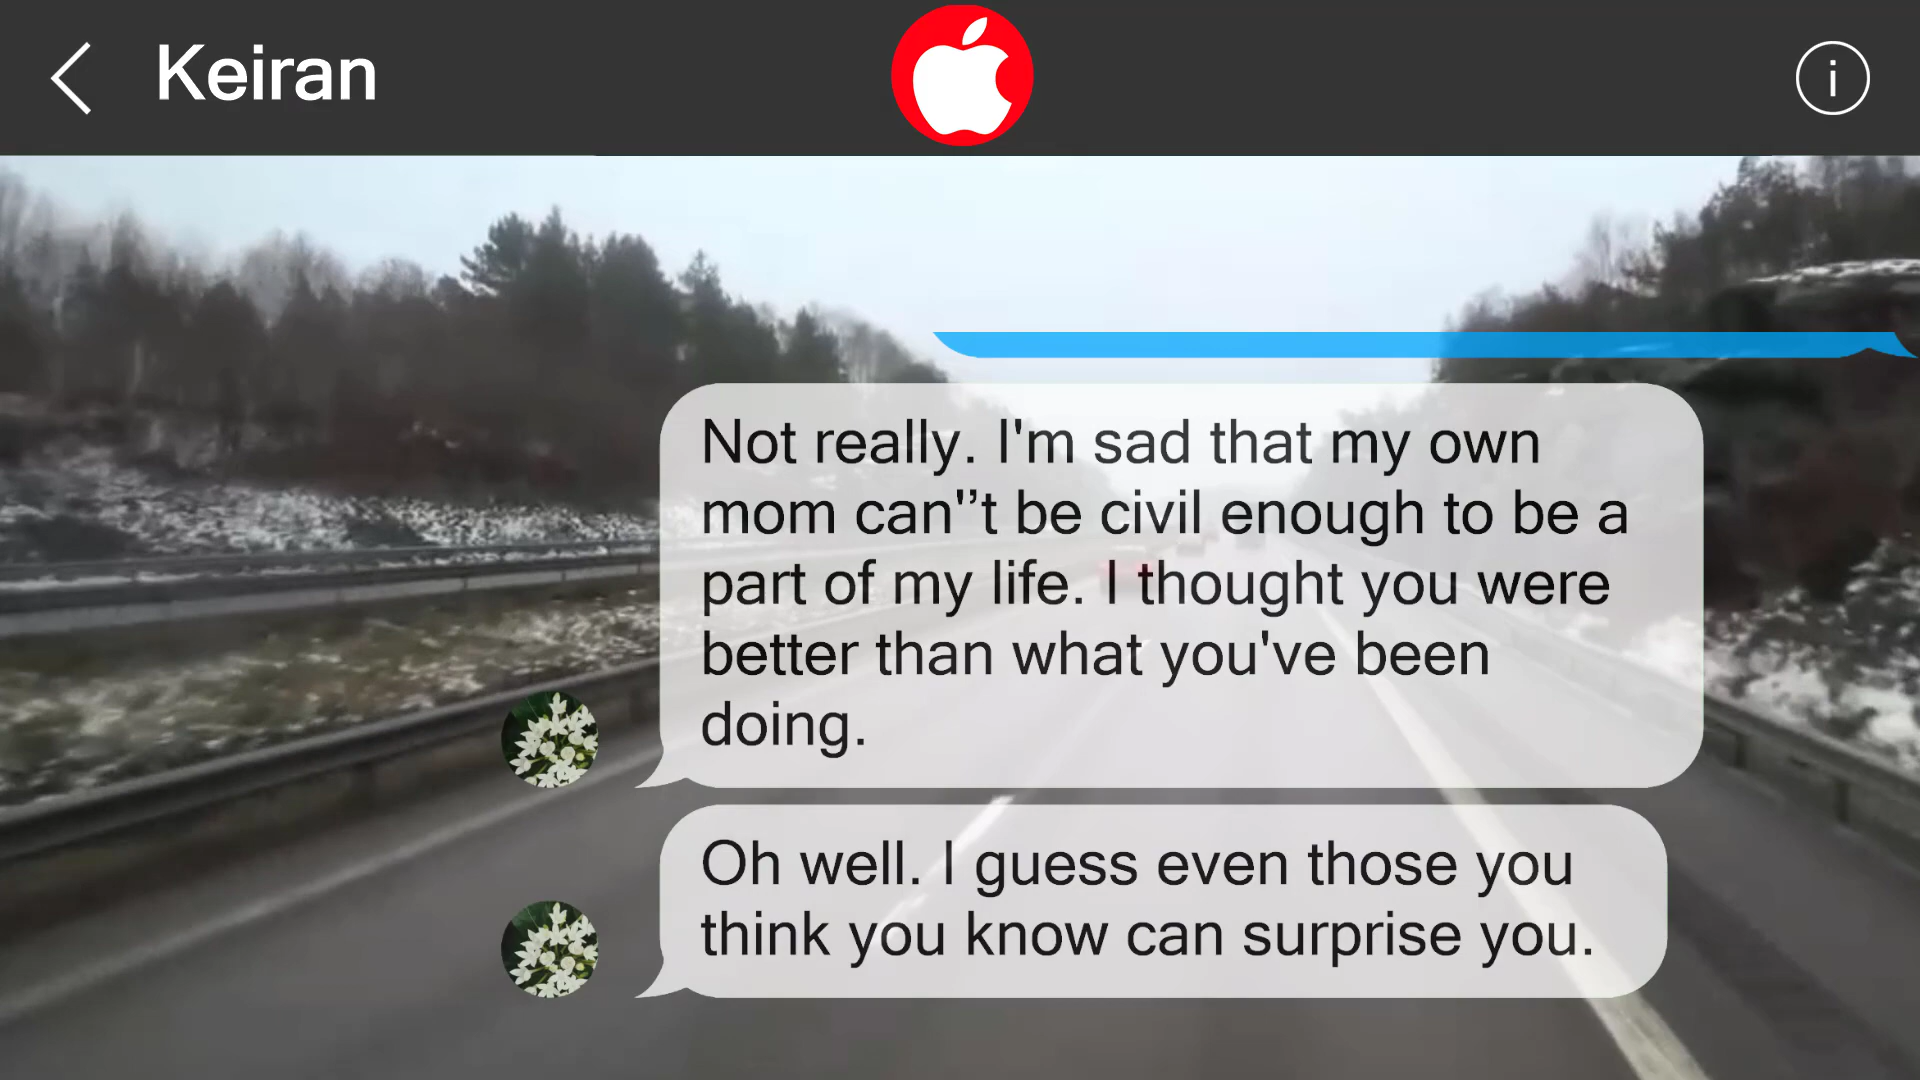 Keiran
i
Not really. I'm sad that my own
mom can"t be civil enough to be a
part of my life. I thought you were
better than what you've been
doing.
Oh well. I guess even those you
think you know can surprise you.